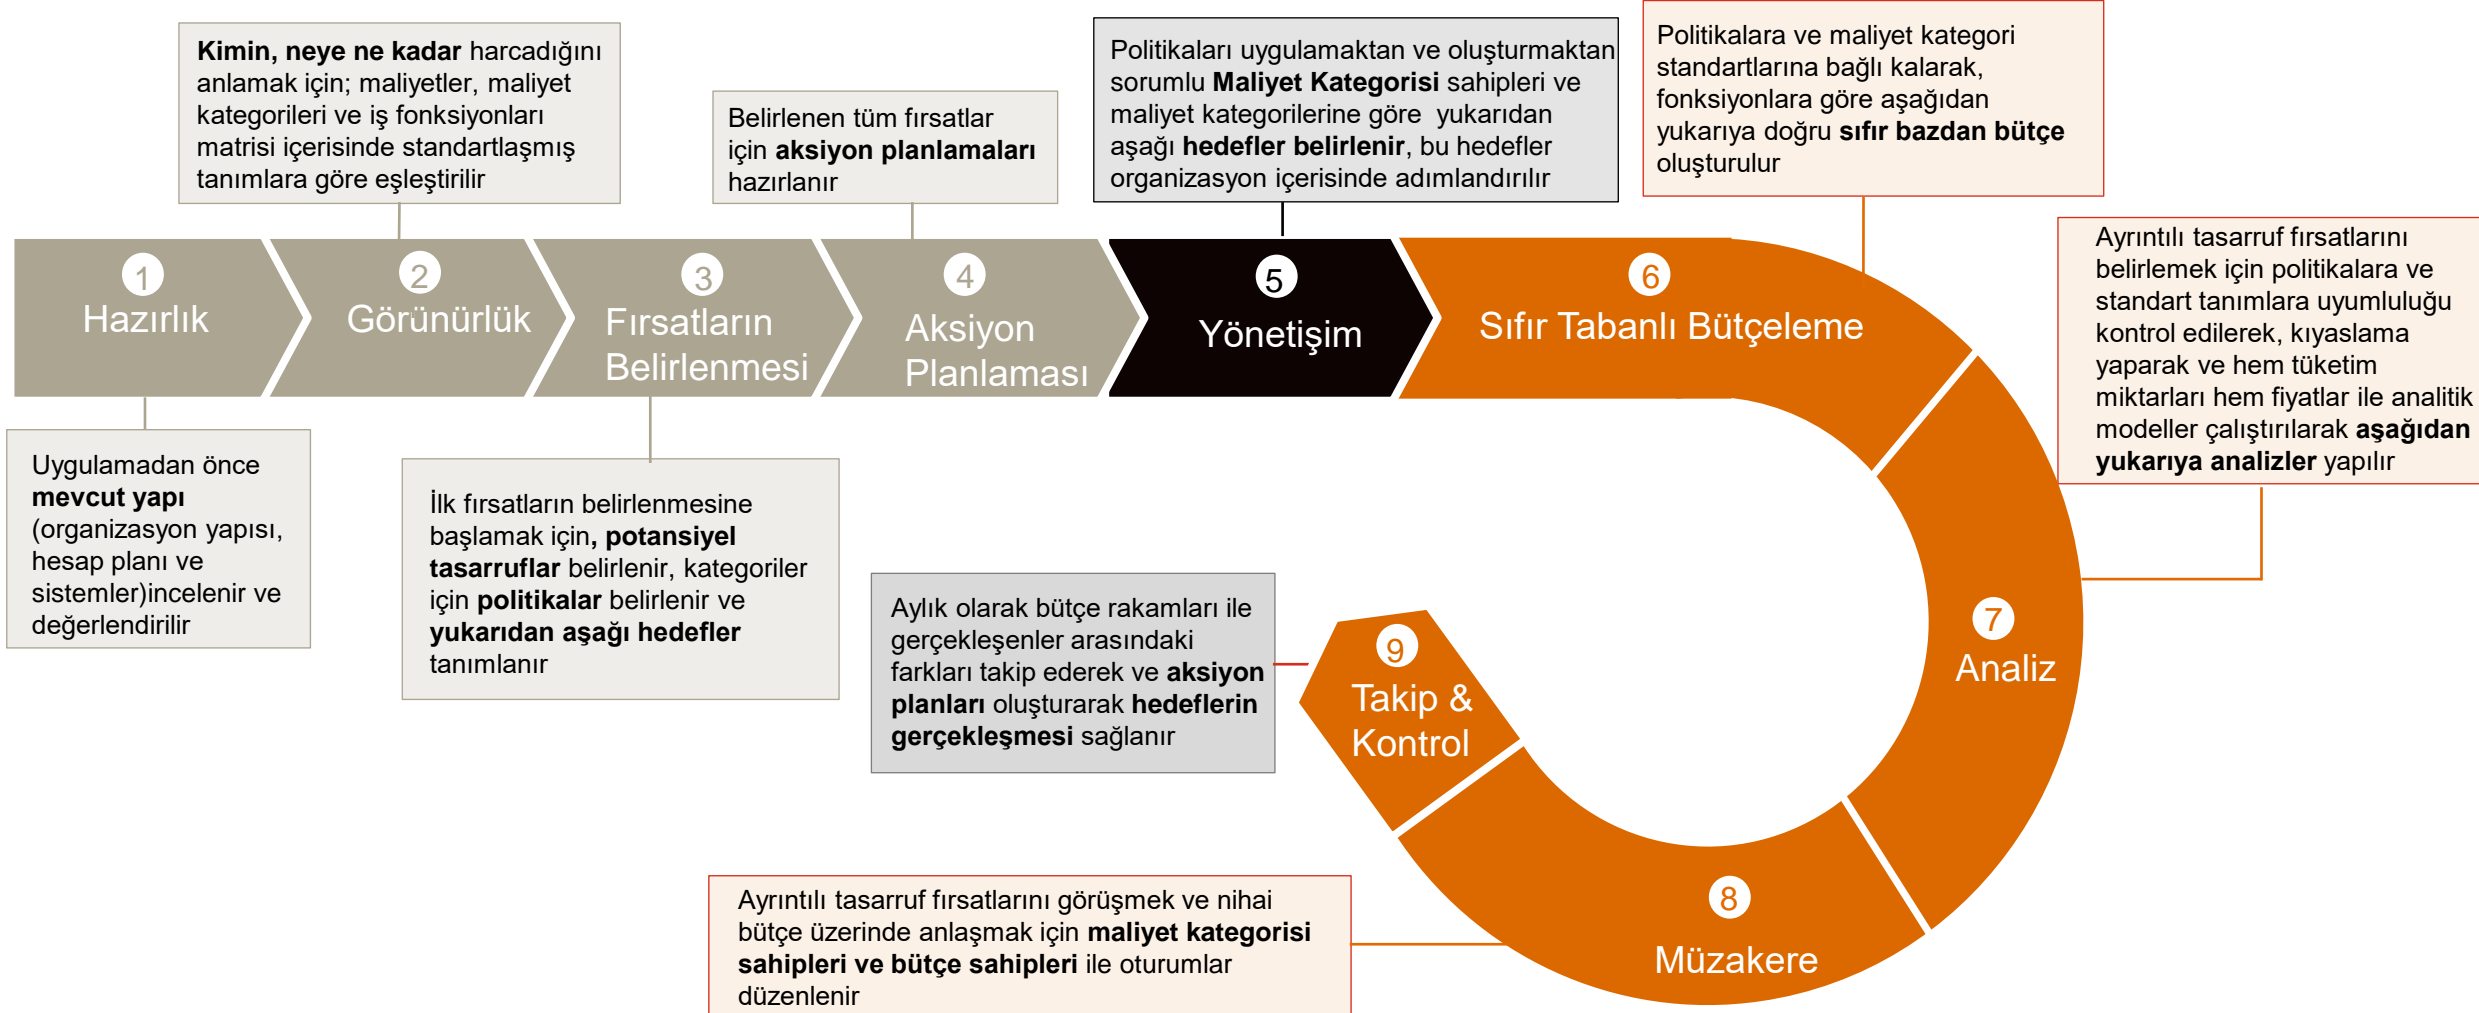 Kimin, neye ne kadar harcadığını
anlamak için; maliyetler, maliyet
kategorileri ve iş fonksiyonları
matrisi içerisinde standartlaşmış
tanımlara göre eşleştirilir
Belirlenen tüm fırsatlar
için aksiyon planlamaları
hazırlanır
Politikaları uygulamaktan ve oluşturmaktan
sorumlu Maliyet Kategorisi sahipleri ve
maliyet kategorilerine göre yukarıdan
aşağı hedefler belirlenir, bu hedefler
organizasyon içerisinde adımlandırılır
Politikalara ve maliyet kategori
standartlarına bağlı kalarak,
fonksiyonlara göre aşağıdan
yukarıya doğru sıfır bazdan bütçe
oluşturulur
1
Hazırlık
2
Görünürlük
3
Fırsatların
Belirlenmesi
4
Aksiyon
Planlaması
5
Yönetişim
6
Sıfır Tabanlı Bütçeleme
Ayrıntılı tasarruf fırsatlarını
belirlemek için politikalara ve
standart tanımlara uyumluluğu
kontrol edilerek, kıyaslama
yaparak ve hem tüketim
miktarları hem fiyatlar ile analitik
modeller çalıştırılarak aşağıdan
yukarıya analizler yapılır
Uygulamadan önce
mevcut yapı
(organizasyon yapısı,
hesap planı ve
sistemler)incelenir ve
değerlendirilir
İlk fırsatların belirlenmesine
başlamak için, potansiyel
tasarruflar belirlenir, kategoriler
için politikalar belirlenir ve
yukarıdan aşağı hedefler
tanımlanır
Aylık olarak bütçe rakamları ile
gerçekleşenler arasındaki
farkları takip ederek ve aksiyon
planları oluşturarak hedeflerin
gerçekleşmesi sağlanır
9
Takip &
Kontrol
7
Analiz
8
Müzakere
Ayrıntılı tasarruf fırsatlarını görüşmek ve nihai
bütçe üzerinde anlaşmak için maliyet kategorisi
sahipleri ve bütçe sahipleri ile oturumlar
düzenlenir